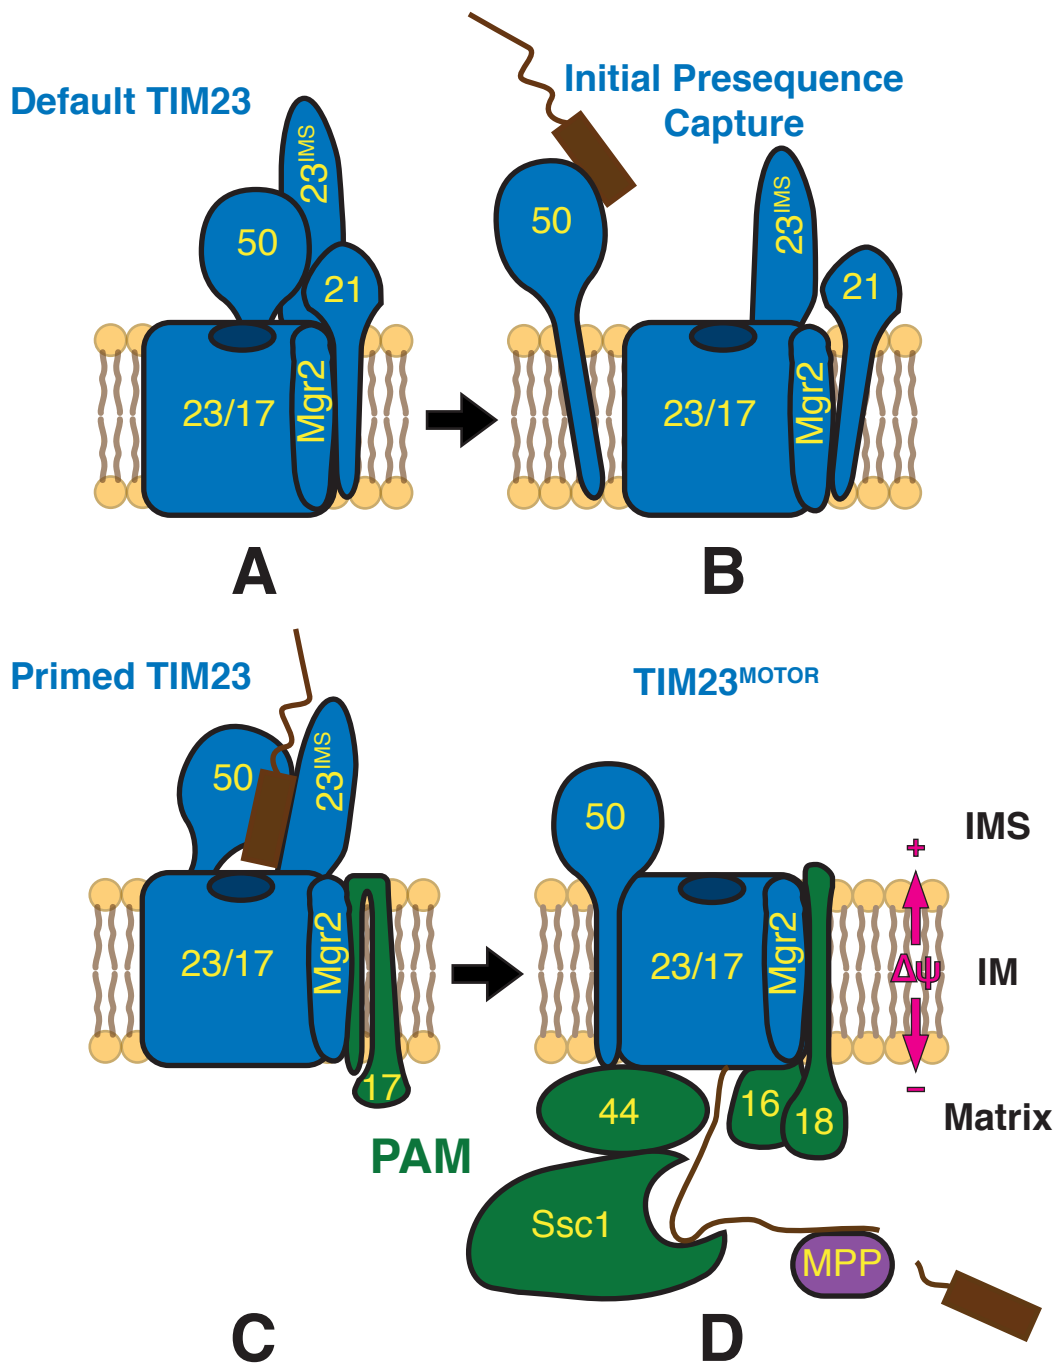 Default TIM23
23IMS
50
21
23/17
Mgr2
A
Initial Presequence
Capture
50
23IMS
21
23/17
Mgr2
B
Primed TIM23
50
23IMS
23/17
Mgr2
17
PAM
C
TIM23MOTOR
50
23/17
Mgr2
44
16
18
Ssc1
MPP
IMS
+
Δψ
IM
−
Matrix
D